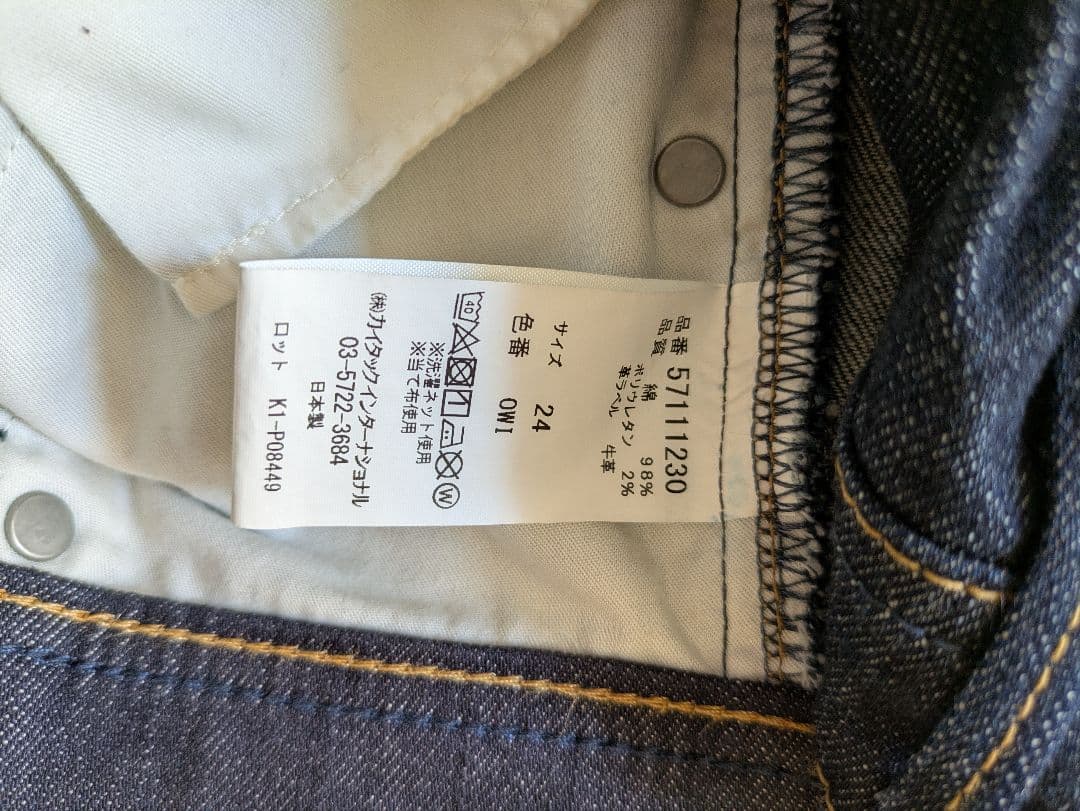 品番 57111230
品質 綿 98%
ポリウレタン 2%
革ラベル 牛革
サイズ 24
色番 OWI
40 W
※洗濯ネット使用
※当て布使用
㈱カイタックインターナショナル
03-5722-3684
日本製
ロット K1-P08449